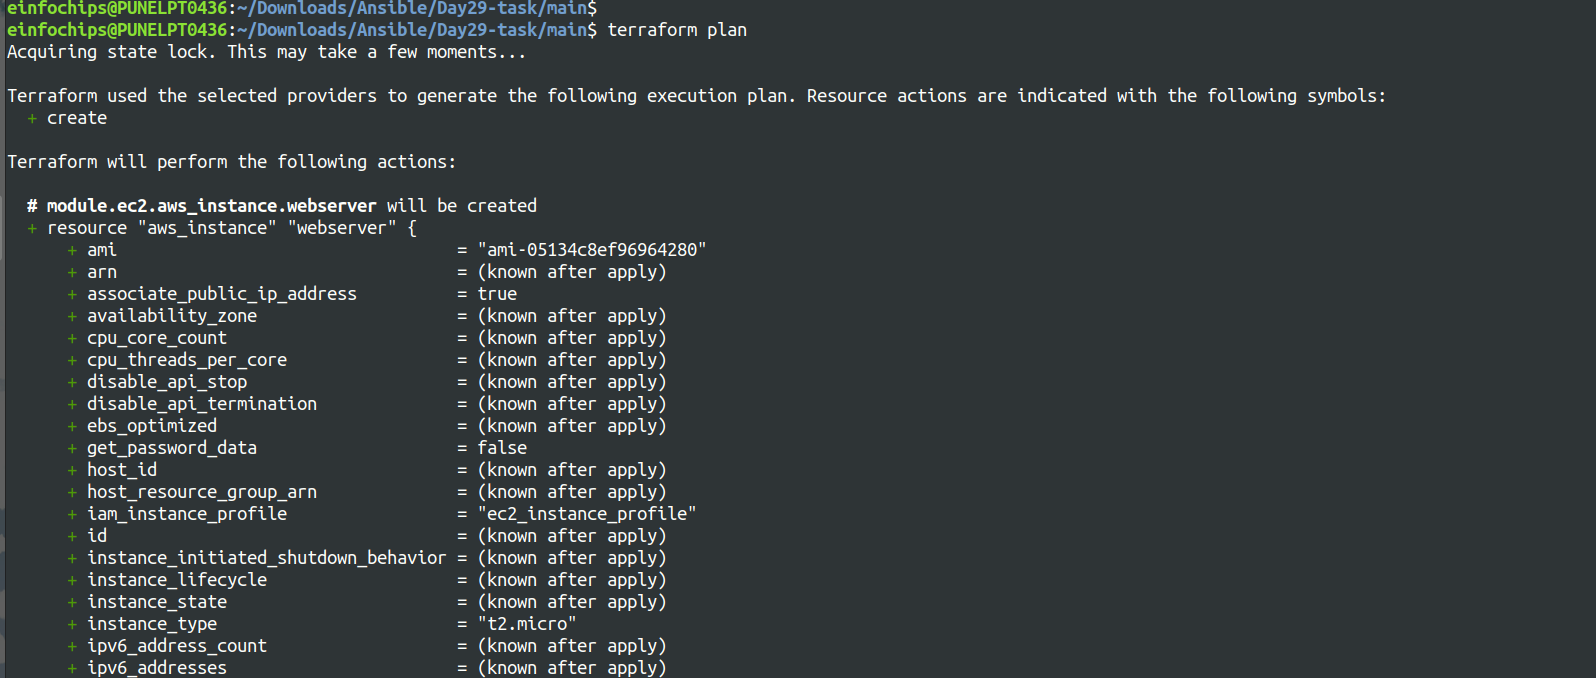 einfochips@PUNELPT0436:~/Downloads/Ansible/Day29-task/main$
einfochips@PUNELPT0436:~/Downloads/Ansible/Day29-task/main$ terraform plan
Acquiring state lock. This may take a few moments...
Terraform used the selected providers to generate the following execution plan. Resource actions are indicated with the following symbols:
  + create
Terraform will perform the following actions:
  # module.ec2.aws_instance.webserver will be created
  + resource "aws_instance" "webserver" {
      + ami                                  = "ami-05134c8ef96964280"
      + arn                                  = (known after apply)
      + associate_public_ip_address          = true
      + availability_zone                    = (known after apply)
      + cpu_core_count                       = (known after apply)
      + cpu_threads_per_core                 = (known after apply)
      + disable_api_stop                     = (known after apply)
      + disable_api_termination              = (known after apply)
      + ebs_optimized                        = (known after apply)
      + get_password_data                    = false
      + host_id                              = (known after apply)
      + host_resource_group_arn              = (known after apply)
      + iam_instance_profile                 = "ec2_instance_profile"
      + id                                   = (known after apply)
      + instance_initiated_shutdown_behavior = (known after apply)
      + instance_lifecycle                   = (known after apply)
      + instance_state                       = (known after apply)
      + instance_type                        = "t2.micro"
      + ipv6_address_count                   = (known after apply)
      + ipv6_addresses                       = (known after apply)